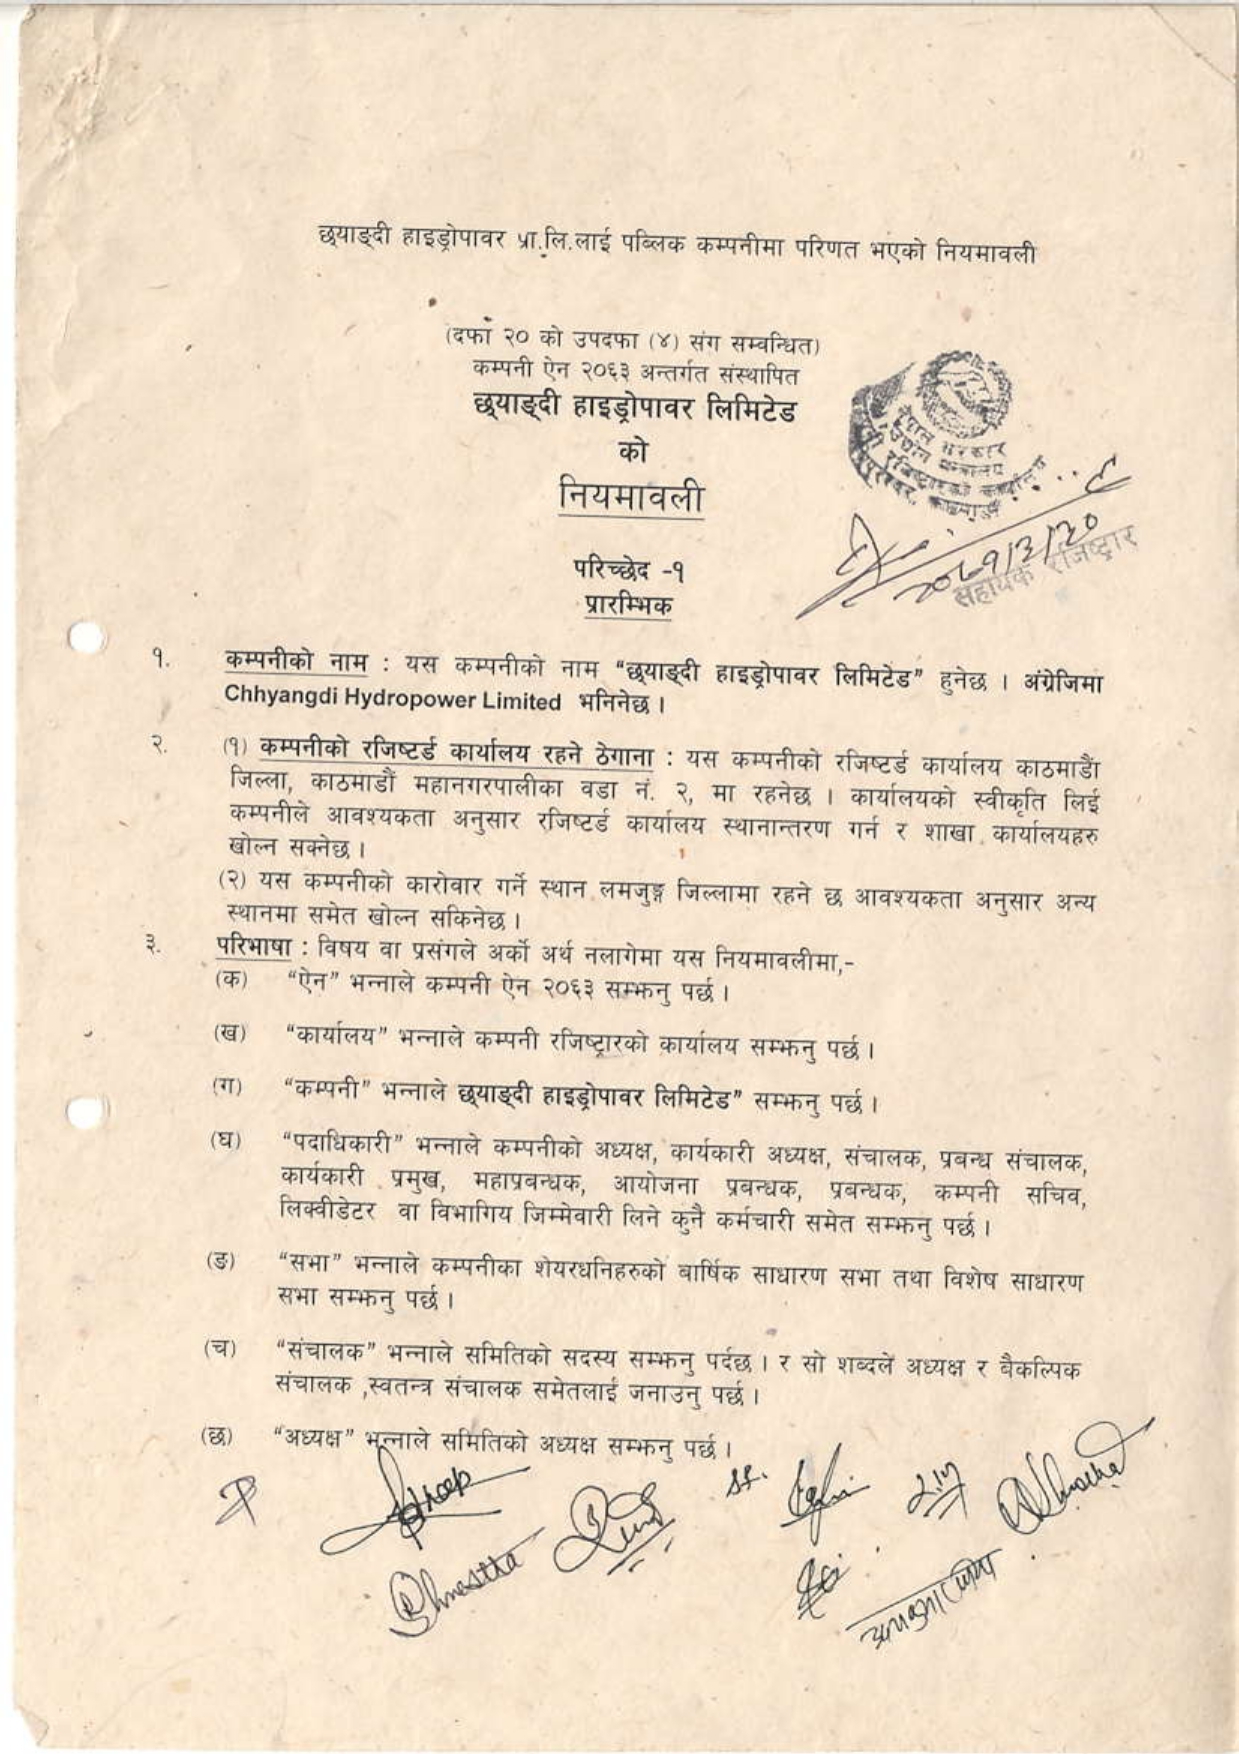 छ्याङ्दी हाइड्रोपावर प्रा.लि.लाई पब्लिक कम्पनीमा परिणत भएको नियमावली
(दफा २० को उपदफा (४) संग सम्वन्धित)
कम्पनी ऐन २०६३ अन्तर्गत संस्थापित
छ्याङ्दी हाइड्रोपावर लिमिटेड
को
नियमावली
नेपाल सरकार
सहायक रजिष्ट्रार
परिच्छेद -१
प्रारम्भिक
१. कम्पनीको नाम : यस कम्पनीको नाम “छ्याङ्दी हाइड्रोपावर लिमिटेड” हुनेछ । अंग्रेजिमा
Chhyangdi Hydropower Limited भनिनेछ ।
२. (१) कम्पनीको रजिष्टर्ड कार्यालय रहने ठेगाना : यस कम्पनीको रजिष्टर्ड कार्यालय काठमाडौं
जिल्ला, काठमाडौं महानगरपालीका वडा नं. २, मा रहनेछ । कार्यालयको स्वीकृति लिई
कम्पनीले आवश्यकता अनुसार रजिष्टर्ड कार्यालय स्थानान्तरण गर्न र शाखा कार्यालयहरु
खोल्न सक्नेछ ।
(२) यस कम्पनीको कारोवार गर्ने स्थान लमजुङ्ग जिल्लामा रहने छ आवश्यकता अनुसार अन्य
स्थानमा समेत खोल्न सकिनेछ ।
३. परिभाषा : विषय वा प्रसंगले अर्को अर्थ नलागेमा यस नियमावलीमा,-
(क) “ऐन” भन्नाले कम्पनी ऐन २०६३ सम्झनु पर्छ ।
(ख) “कार्यालय” भन्नाले कम्पनी रजिष्ट्रारको कार्यालय सम्झनु पर्छ ।
(ग) “कम्पनी” भन्नाले छ्याङ्दी हाइड्रोपावर लिमिटेड” सम्झनु पर्छ ।
(घ) “पदाधिकारी” भन्नाले कम्पनीको अध्यक्ष, कार्यकारी अध्यक्ष, संचालक, प्रबन्ध संचालक,
कार्यकारी प्रमुख, महाप्रबन्धक, आयोजना प्रबन्धक, प्रबन्धक, कम्पनी सचिव,
लिक्वीडेटर वा विभागिय जिम्मेवारी लिने कुनै कर्मचारी समेत सम्झनु पर्छ ।
(ङ) “सभा” भन्नाले कम्पनीका शेयरधनिहरुको बार्षिक साधारण सभा तथा विशेष साधारण
सभा सम्झनु पर्छ ।
(च) “संचालक” भन्नाले समितिको सदस्य सम्झनु पर्दछ । र सो शब्दले अध्यक्ष र बैकल्पिक
संचालक ,स्वतन्त्र संचालक समेतलाई जनाउनु पर्छ ।
(छ) “अध्यक्ष” भन्नाले समितिको अध्यक्ष सम्झनु पर्छ ।